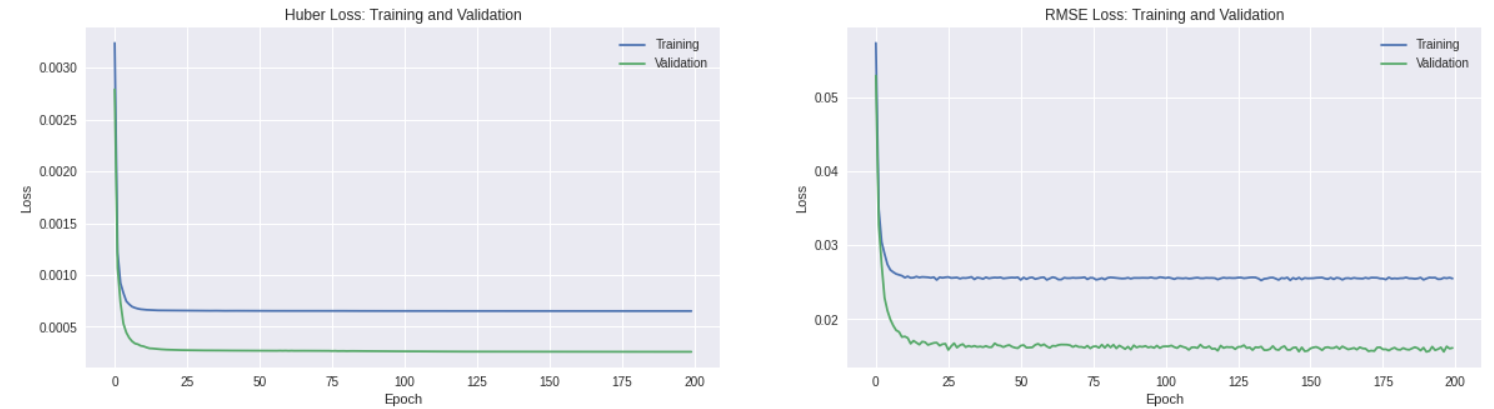 Huber Loss: Training and Validation
Training
Validation
0.0030
0.0025
0.0020
0.0015
0.0010
0.0005
Loss
0 25 50 75 100 125 150 175 200
Epoch
RMSE Loss: Training and Validation
Training
Validation
0.05
0.04
0.03
0.02
Loss
0 25 50 75 100 125 150 175 200
Epoch